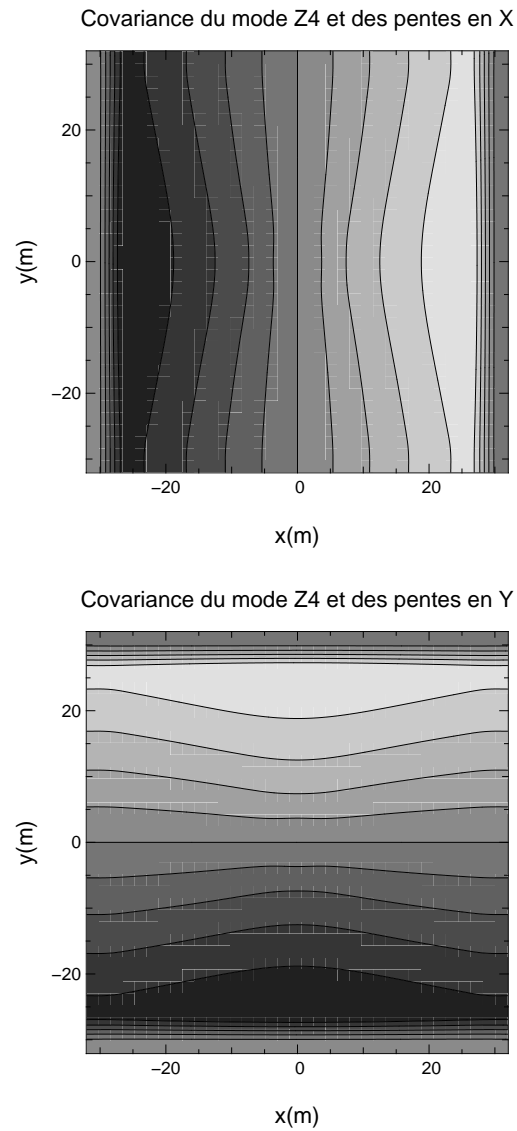 Covariance du mode Z4 et des pentes en X
20
0
−20
y(m)
−20 0 20
x(m)
Covariance du mode Z4 et des pentes en Y
20
0
−20
y(m)
−20 0 20
x(m)